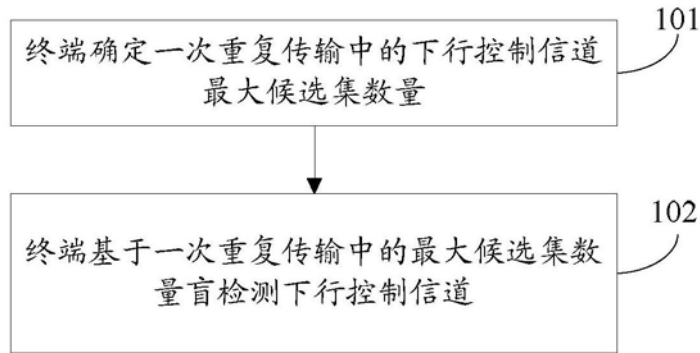 101
终端确定一次重复传输中的下行控制信道
最大候选集数量
102
终端基于一次重复传输中的最大候选集数
量盲检测下行控制信道